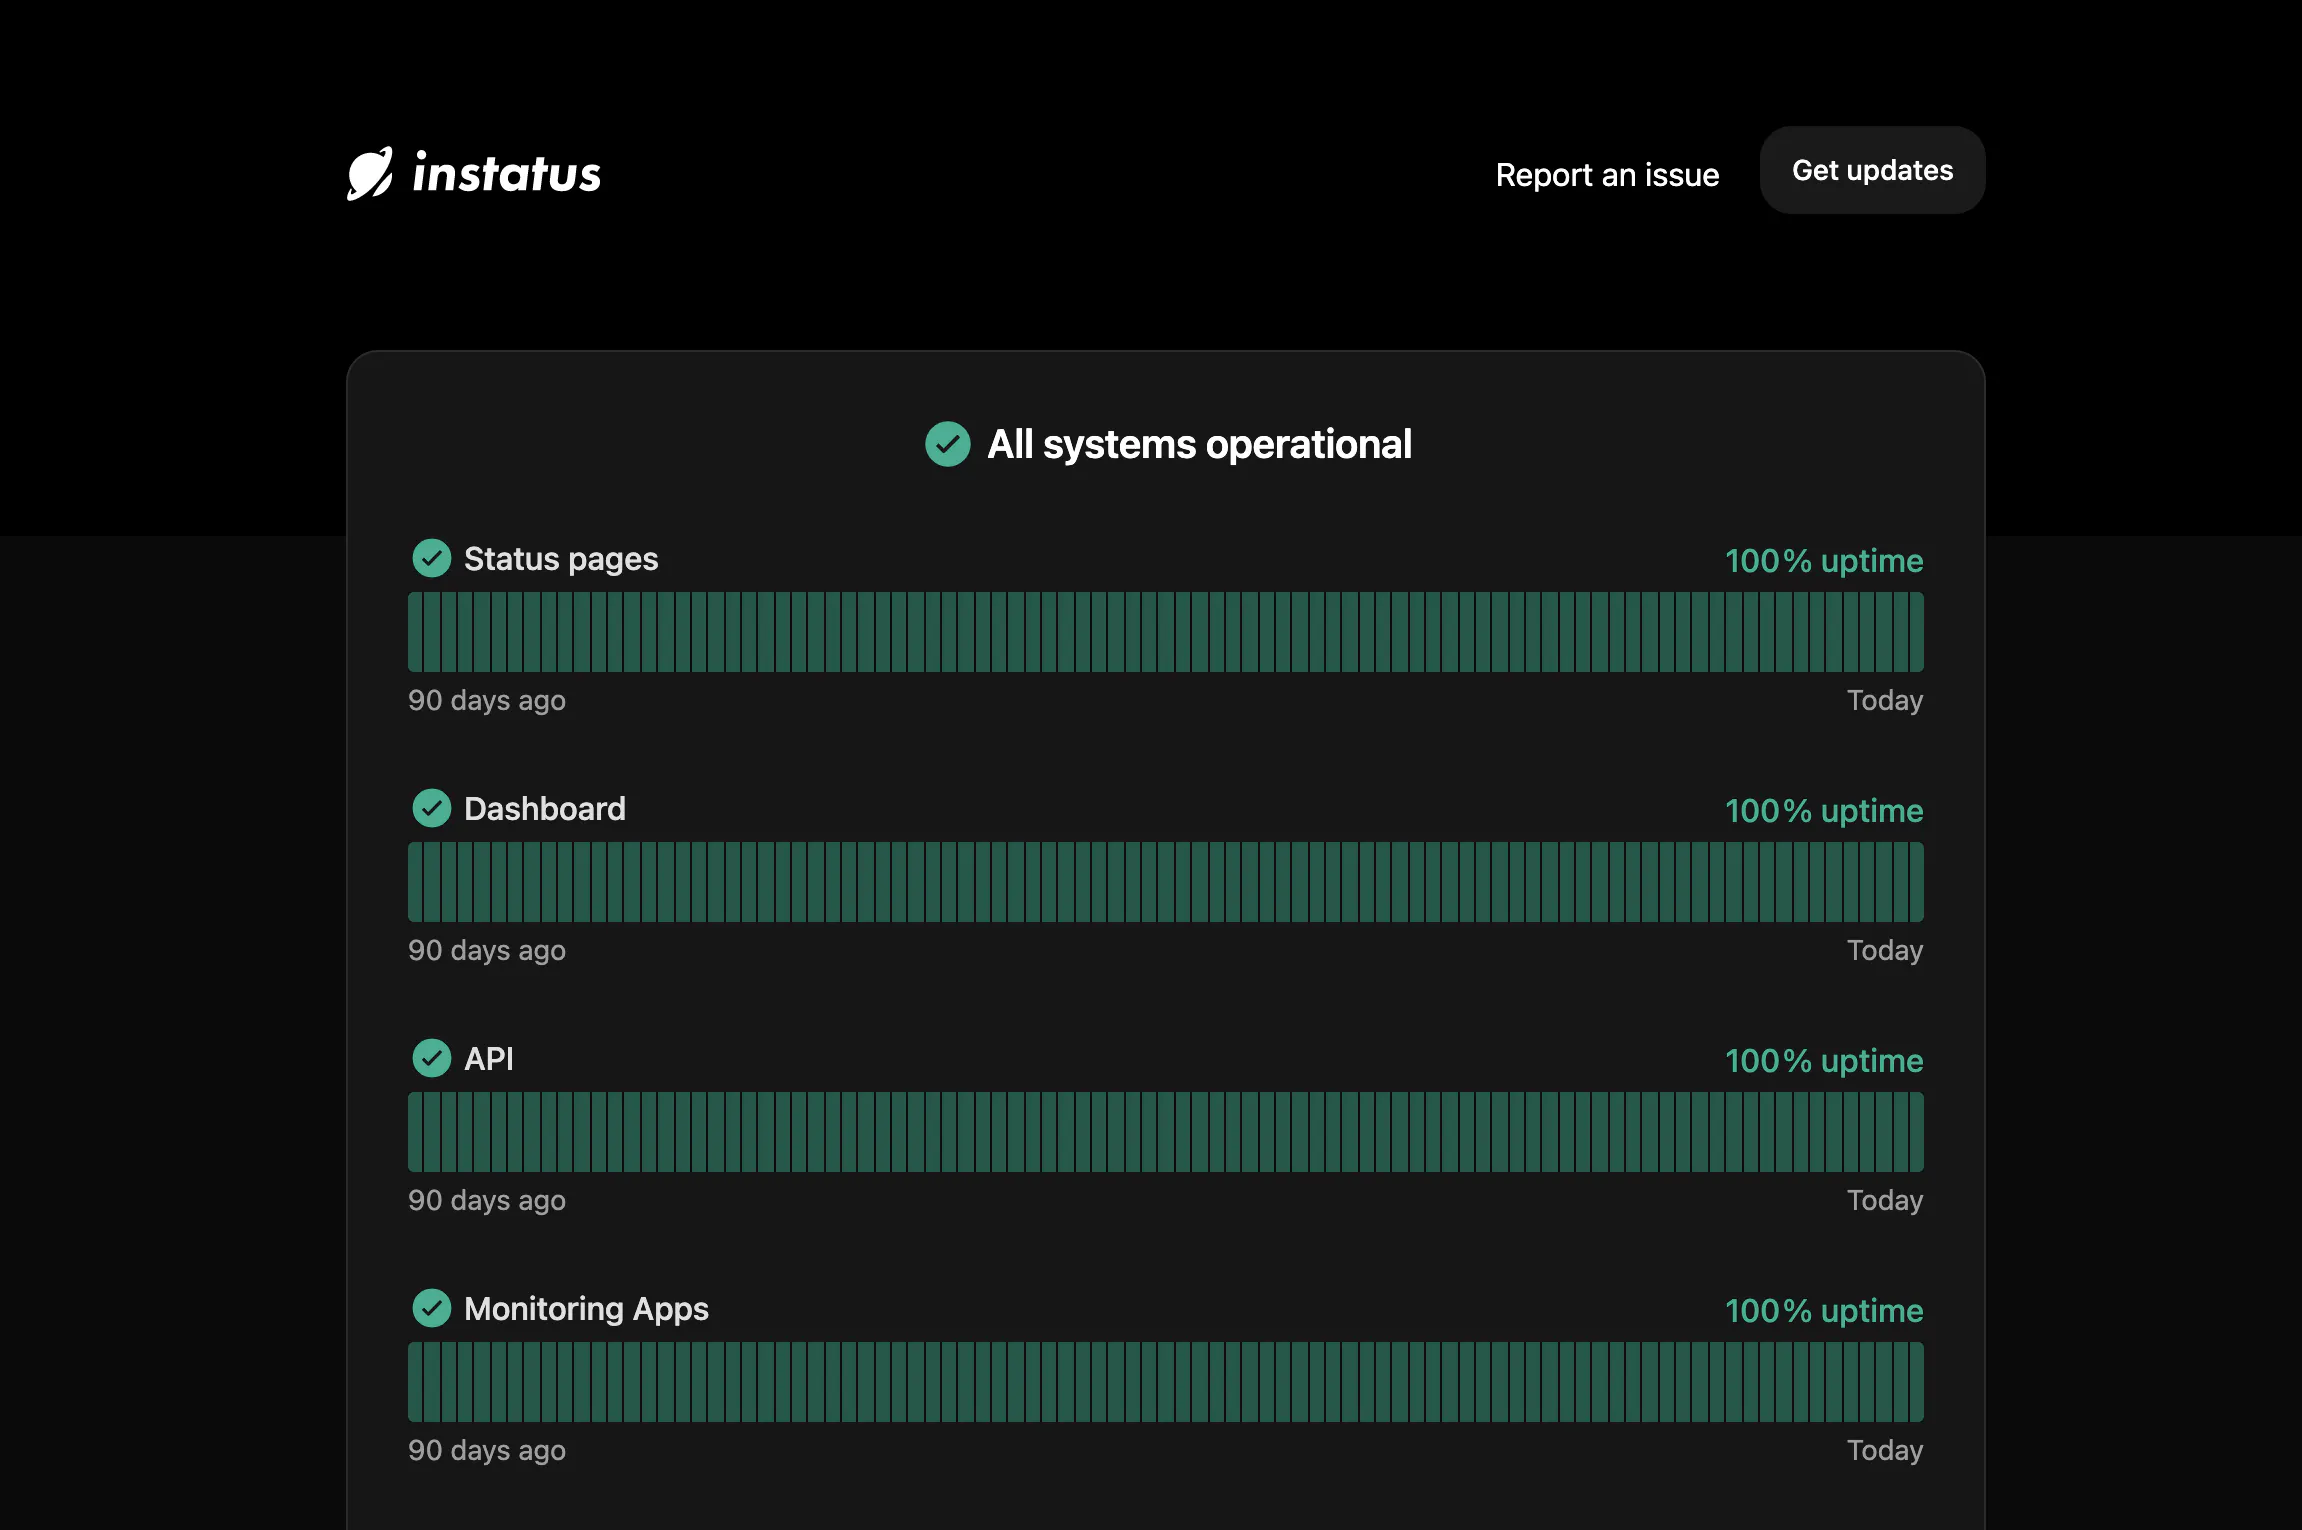 instatus
Report an issue
Get updates
All systems operational
Status pages
100% uptime
90 days ago
Today
Dashboard
100% uptime
90 days ago
Today
API
100% uptime
90 days ago
Today
Monitoring Apps
100% uptime
90 days ago
Today